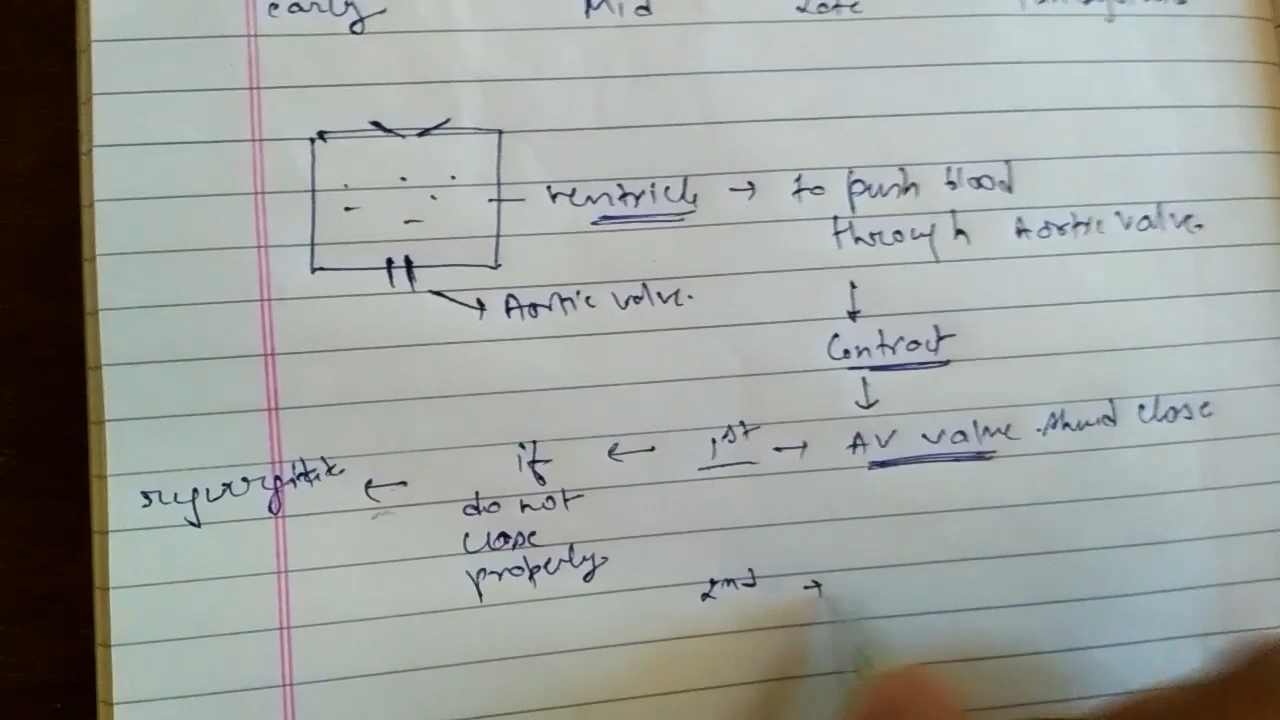 early Mid Late
ventricle → to push blood
through Aortic valve.
→ Aortic valve.
↓
Contract
↓
if ← 1st → AV valve should close
←
do not
close
properly
2nd →